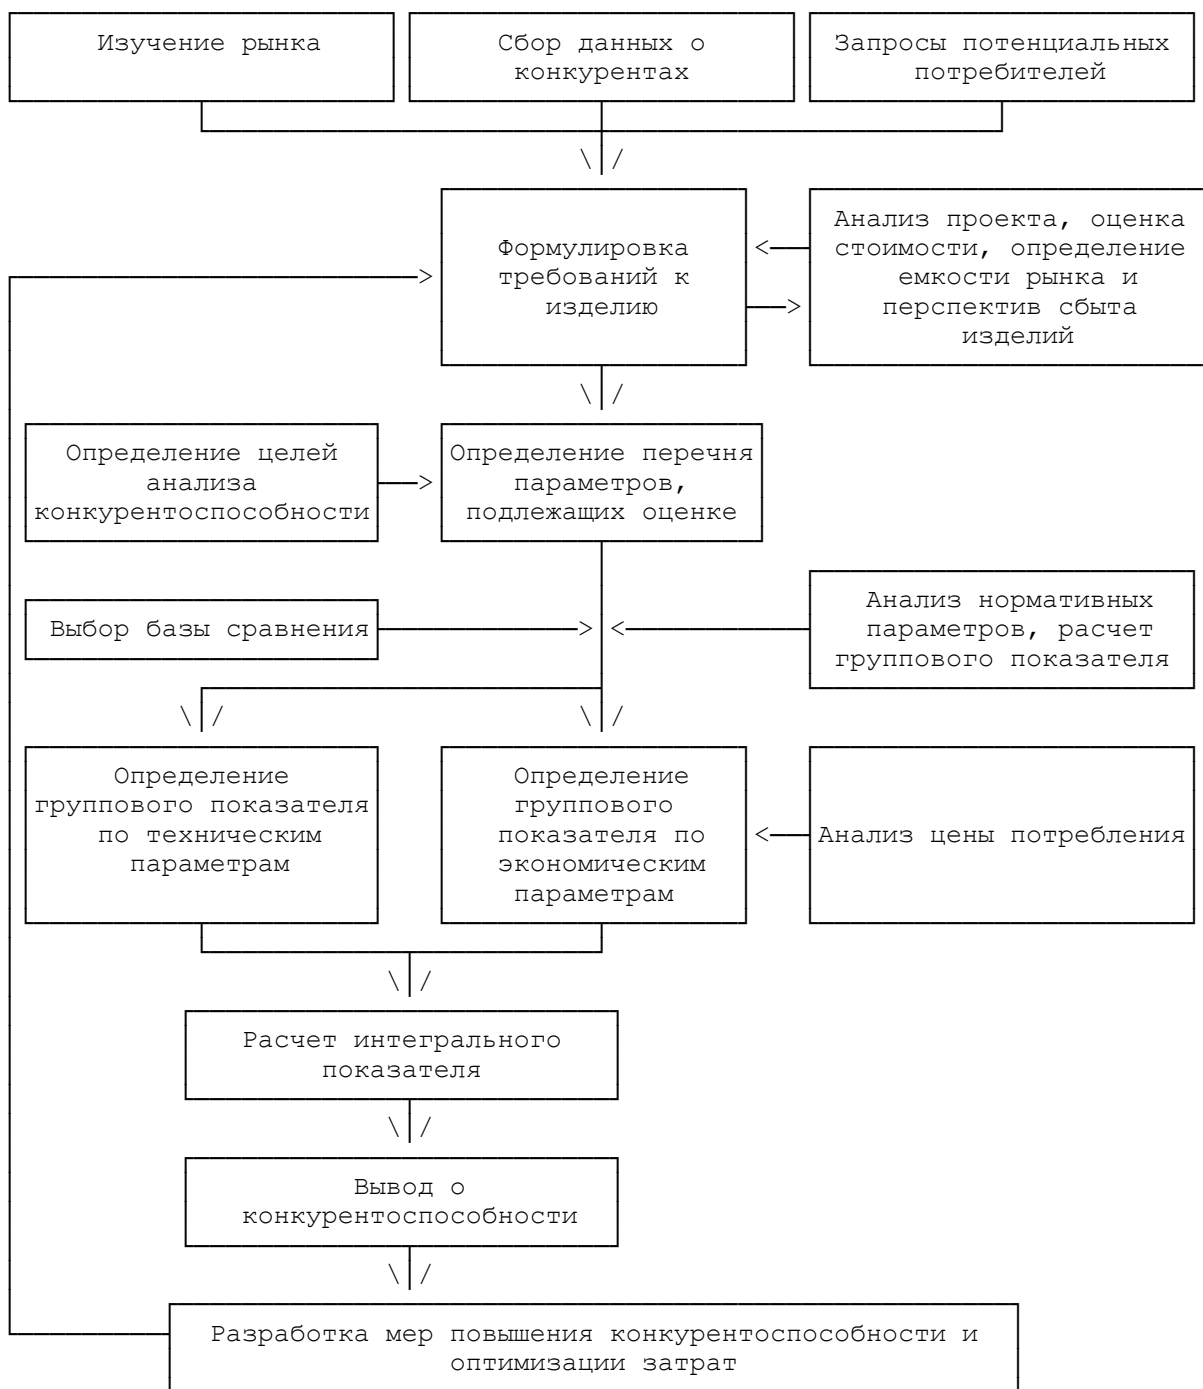 Изучение рынка
Сбор данных о
конкурентах
Запросы потенциальных
потребителей
Формулировка
требований к
изделию
Анализ проекта, оценка
стоимости, определение
емкости рынка и
перспектив сбыта
изделий
Определение целей
анализа
конкурентоспособности
Определение перечня
параметров,
подлежащих оценке
Выбор базы сравнения
Анализ нормативных
параметров, расчет
группового показателя
Определение
группового показателя
по техническим
параметрам
Определение
группового
показателя по
экономическим
параметрам
Анализ цены потребления
Расчет интегрального
показателя
Вывод о
конкурентоспособности
Разработка мер повышения конкурентоспособности и
оптимизации затрат